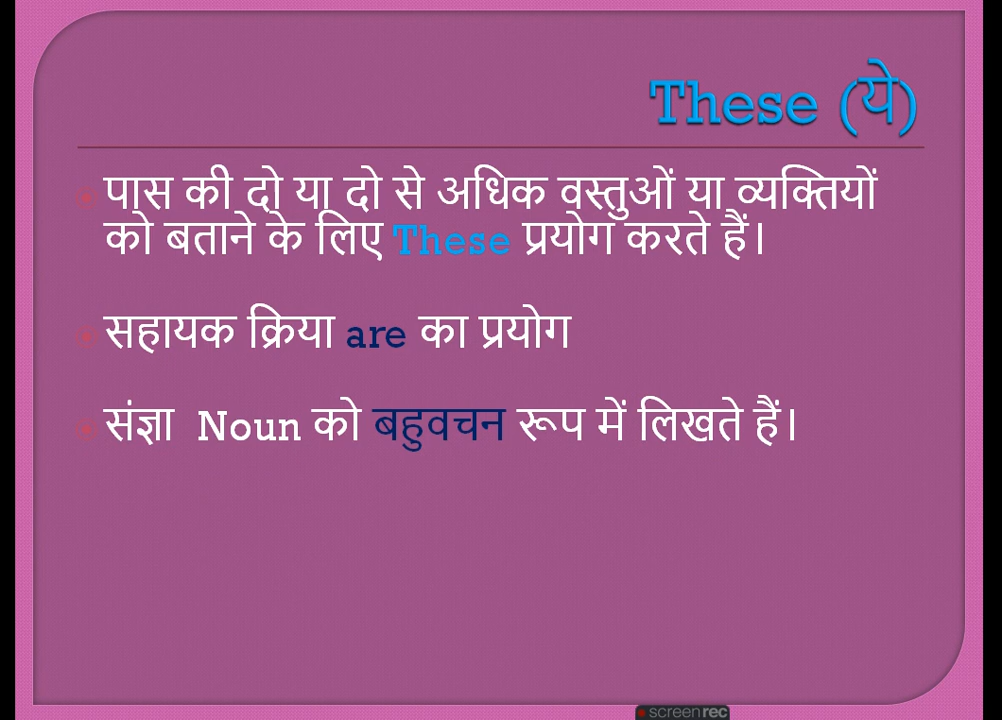 These (ये)
पास की दो या दो से अधिक वस्तुओं या व्यक्तियों
को बताने के लिए These प्रयोग करते हैं।
सहायक क्रिया are का प्रयोग
संज्ञा Noun को बहुवचन रूप में लिखते हैं।
screenrec